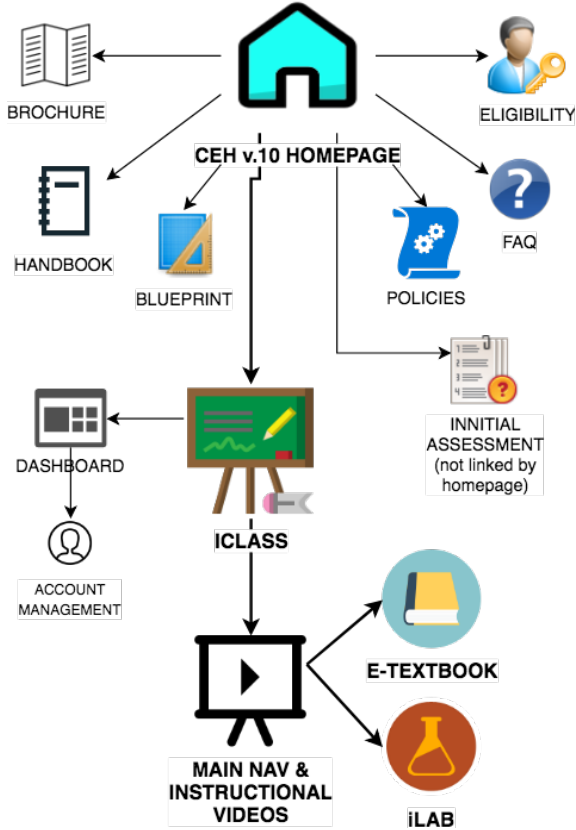 BROCHURE
ELIGIBILITY
CEH v.10 HOMEPAGE
HANDBOOK
FAQ
BLUEPRINT
POLICIES
INNITIAL
ASSESSMENT
(not linked by
homepage)
DASHBOARD
ICLASS
ACCOUNT
MANAGEMENT
E-TEXTBOOK
MAIN NAV &
INSTRUCTIONAL
VIDEOS
iLAB